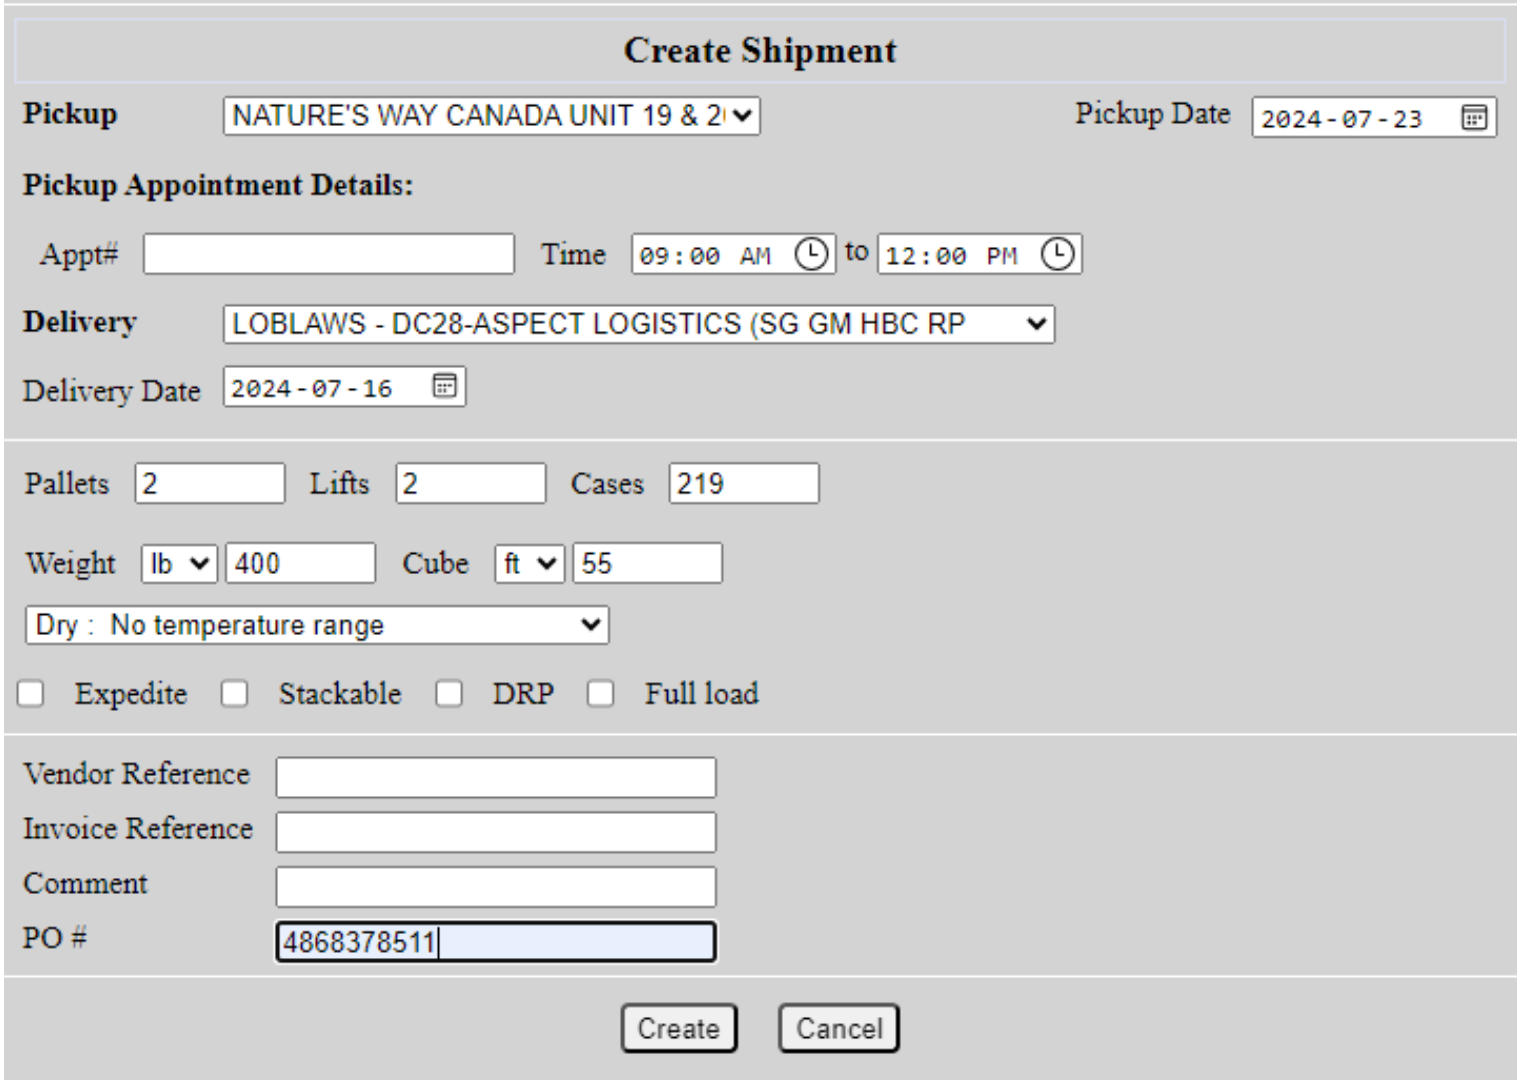 Create Shipment
Pickup NATURE'S WAY CANADA UNIT 19 & 2 Pickup Date 2024-07-23
Pickup Appointment Details:
Appt# Time 09:00 AM to 12:00 PM
Delivery LOBLAWS - DC28-ASPECT LOGISTICS (SG GM HBC RP
Delivery Date 2024-07-16
Pallets 2 Lifts 2 Cases 219
Weight lb 400 Cube ft 55
Dry : No temperature range
Expedite Stackable DRP Full load
Vendor Reference
Invoice Reference
Comment
PO # 4868378511
Create Cancel